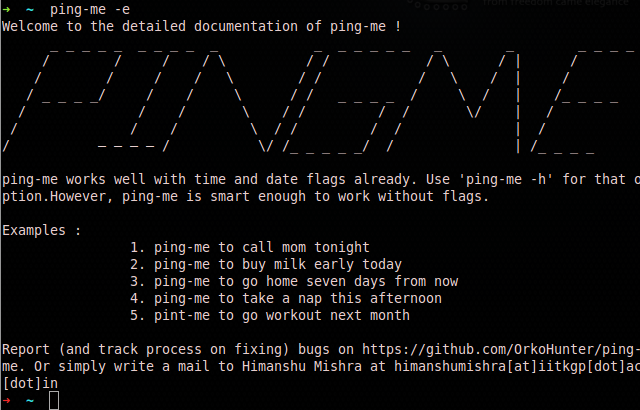 ➜ ~ ping-me -e
Welcome to the detailed documentation of ping-me !
PINGME
ping-me works well with time and date flags already. Use 'ping-me -h' for that o
ption.However, ping-me is smart enough to work without flags.
Examples :
1. ping-me to call mom tonight
2. ping-me to buy milk early today
3. ping-me to go home seven days from now
4. ping-me to take a nap this afternoon
5. pint-me to go workout next month
Report (and track process on fixing) bugs on https://github.com/OrkoHunter/ping-
me. Or simply write a mail to Himanshu Mishra at himanshumishra[at]iitkgp[dot]ac
[dot]in
➜ ~